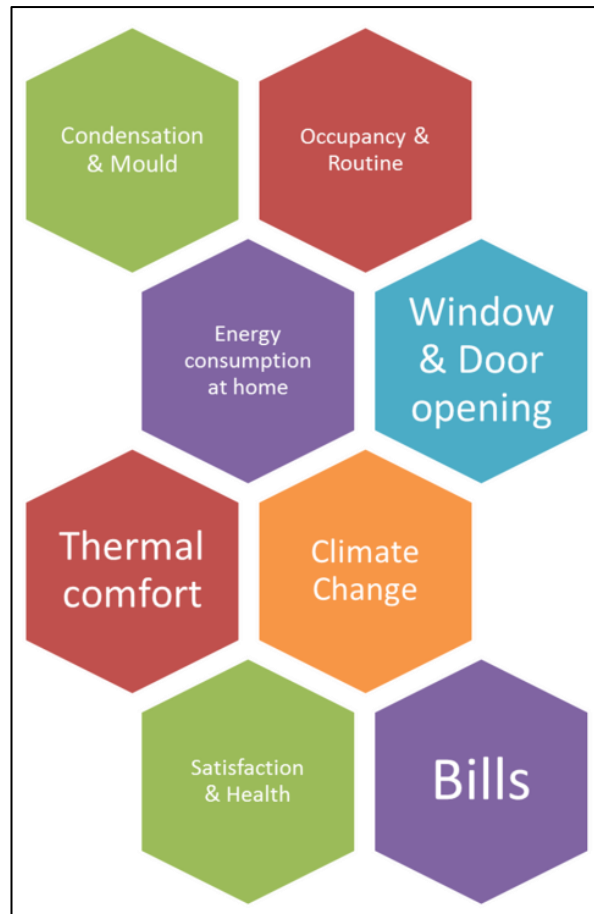 Condensation
& Mould
Occupancy &
Routine
Energy
consumption
at home
Window
& Door
opening
Thermal
comfort
Climate
Change
Satisfaction
& Health
Bills